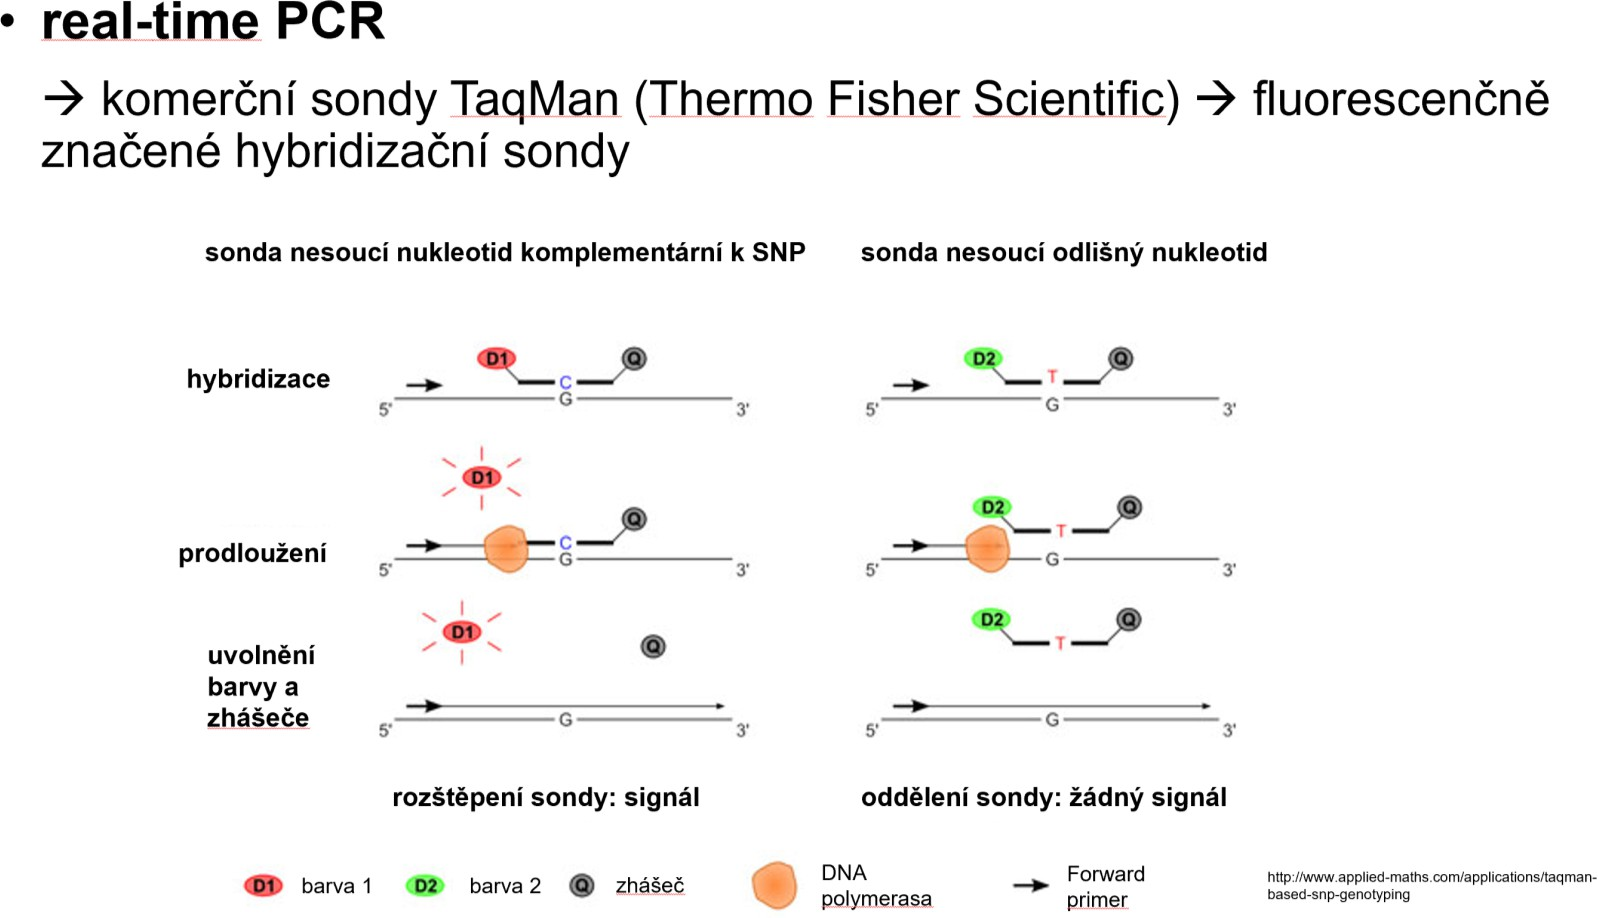 • real-time PCR
→ komerční sondy TaqMan (Thermo Fisher Scientific) → fluorescenčně
značené hybridizační sondy
sonda nesoucí nukleotid komplementární k SNP
sonda nesoucí odlišný nukleotid
hybridizace
D1 Q
C
G
5' 3'
D2 Q
T
G
5' 3'
prodloužení
D1
Q
C
G
5' 3'
D2 Q
T
G
5' 3'
uvolnění
barvy a
zhášeče
D1
Q
G
5' 3'
D2 Q
T
G
5' 3'
rozštěpení sondy: signál
oddělení sondy: žádný signál
D1 barva 1
D2 barva 2
Q zhášeč
DNA
polymerasa
Forward
primer
http://www.applied-maths.com/applications/taqman-
based-snp-genotyping